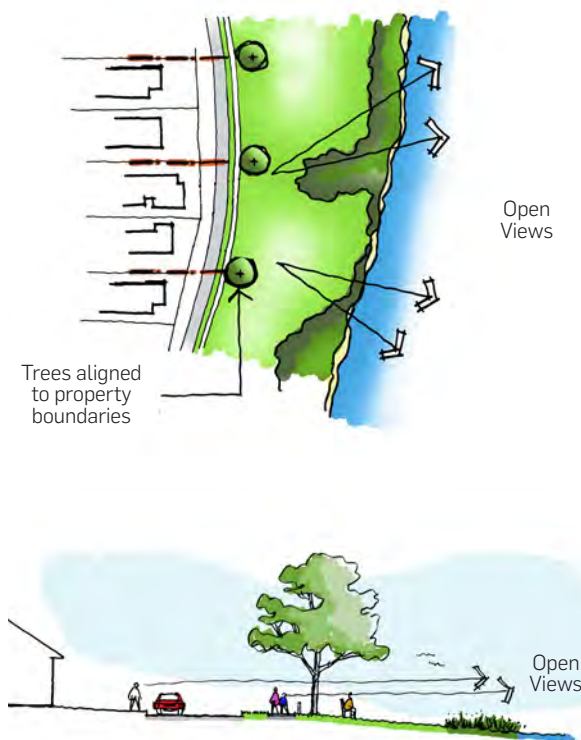 Open
Views
Trees aligned
to property
boundaries
Open
Views